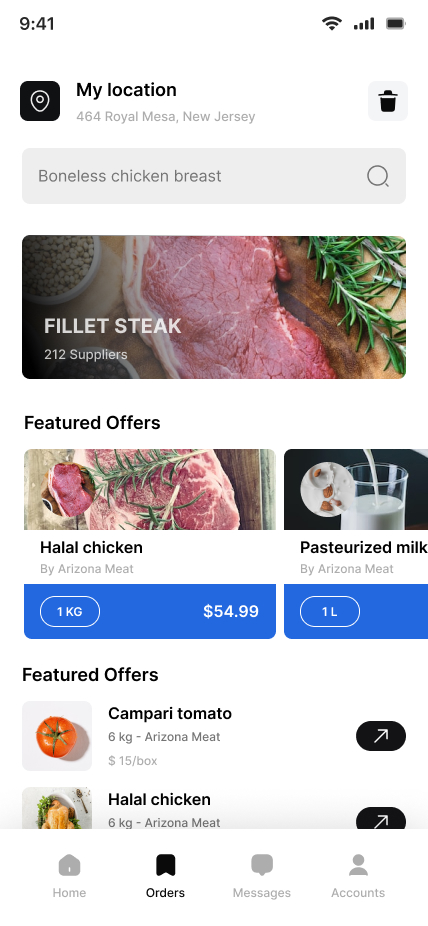 9:41
My location
464 Royal Mesa, New Jersey
Boneless chicken breast
FILLET STEAK
212 Suppliers
Featured Offers
Halal chicken
By Arizona Meat
1 KG
$54.99
Pasteurized milk
By Arizona Meat
1 L
Featured Offers
Campari tomato
6 kg - Arizona Meat
$ 15/box
Halal chicken
6 kg - Arizona Meat
Home
Orders
Messages
Accounts